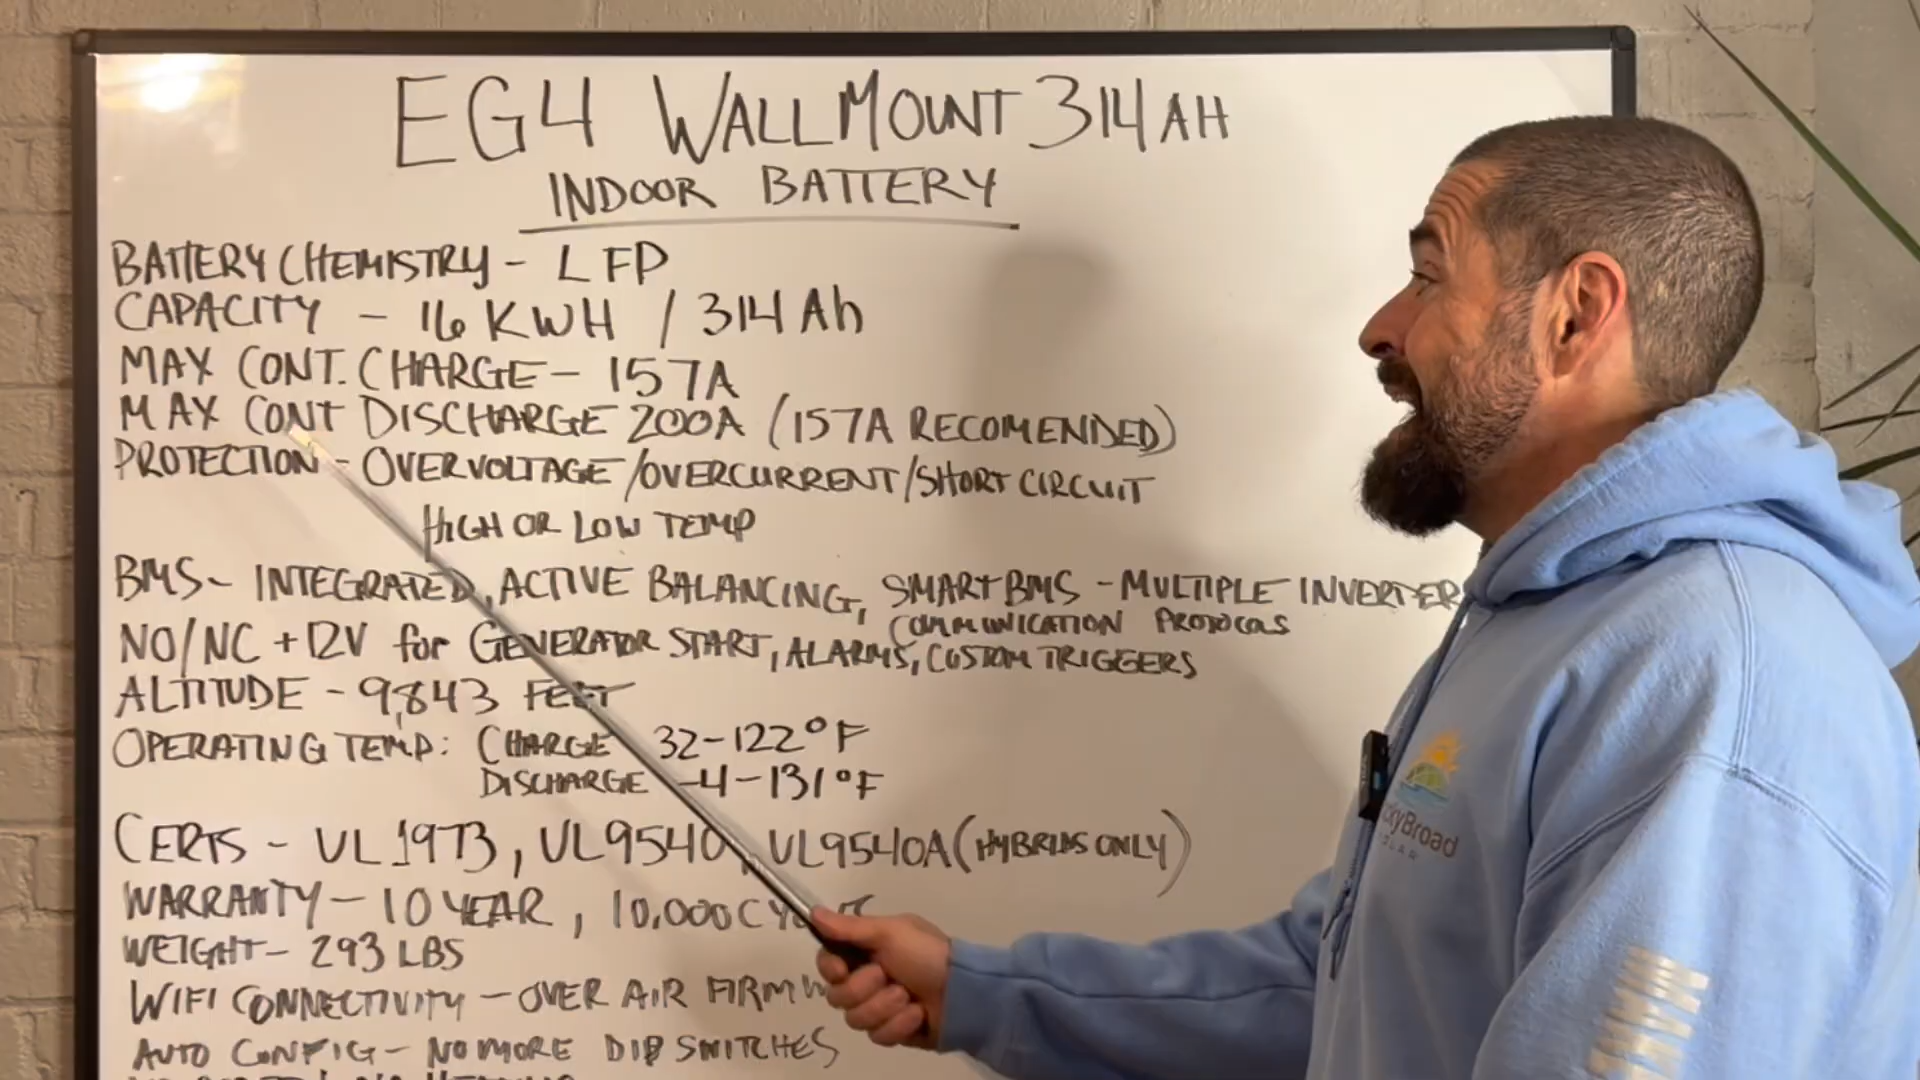 EG4 WALLMOUNT 314AH
INDOOR BATTERY
BATTERY CHEMISTRY - LFP
CAPACITY - 16 KWH / 314 Ah
MAX CONT. CHARGE - 157A
MAX CONT DISCHARGE 200A (157A RECOMENDED)
PROTECTION - OVERVOLTAGE/OVERCURRENT/SHORT CIRCUIT
HIGH OR LOW TEMP
BMS - INTEGRATED, ACTIVE BALANCING, SMART BMS - MULTIPLE INVERTER
COMMUNICATION PROTOCOLS
NO/NC + 12V for GENERATOR START, ALARMS, CUSTOM TRIGGERS
ALTITUDE - 9,843 FEET
OPERATING TEMP: CHARGE 32-122°F
DISCHARGE -4-131°F
CERTS - UL1973, UL9540, UL9540A (HYBRIDS ONLY)
WARRANTY - 10 YEAR, 10,000
WEIGHT - 293 LBS
WIFI CONNECTIVITY - OVER AIR
AUTO CONFIG - NO MORE DIP SWITCHES
Broad